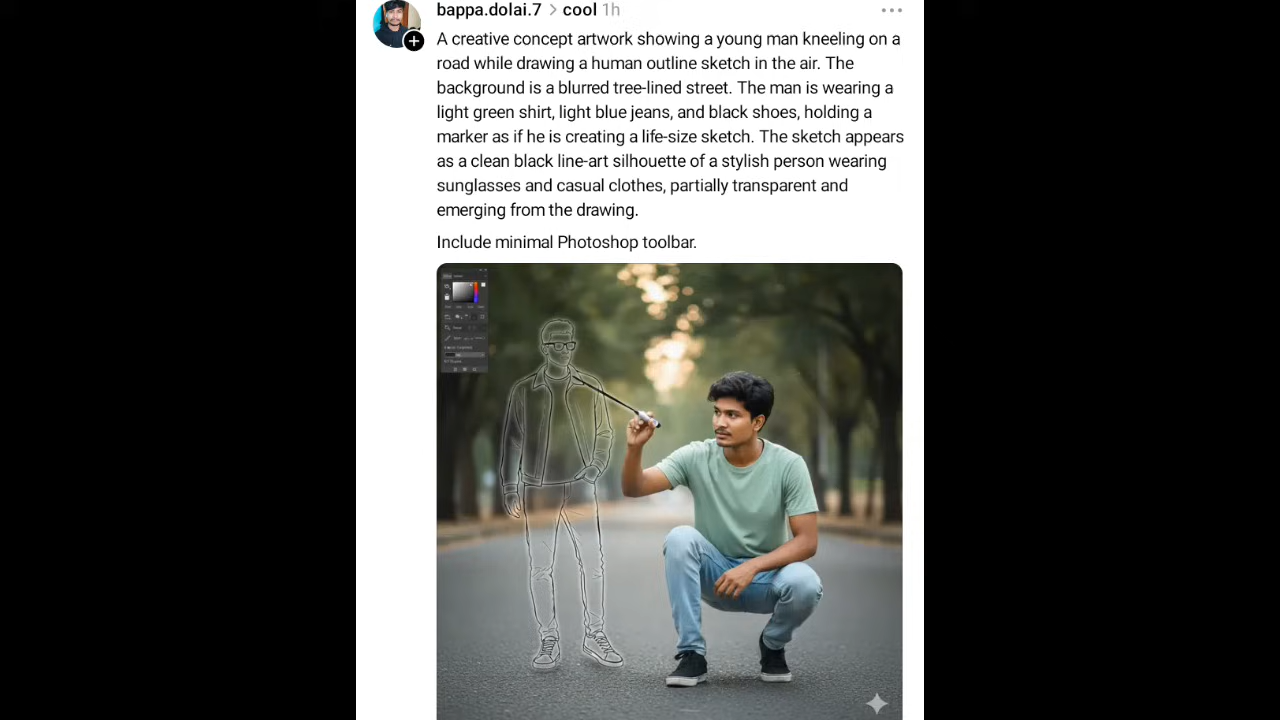 bappa.dolai.7 > cool 1h
A creative concept artwork showing a young man kneeling on a
road while drawing a human outline sketch in the air. The
background is a blurred tree-lined street. The man is wearing a
light green shirt, light blue jeans, and black shoes, holding a
marker as if he is creating a life-size sketch. The sketch appears
as a clean black line-art silhouette of a stylish person wearing
sunglasses and casual clothes, partially transparent and
emerging from the drawing.
Include minimal Photoshop toolbar.